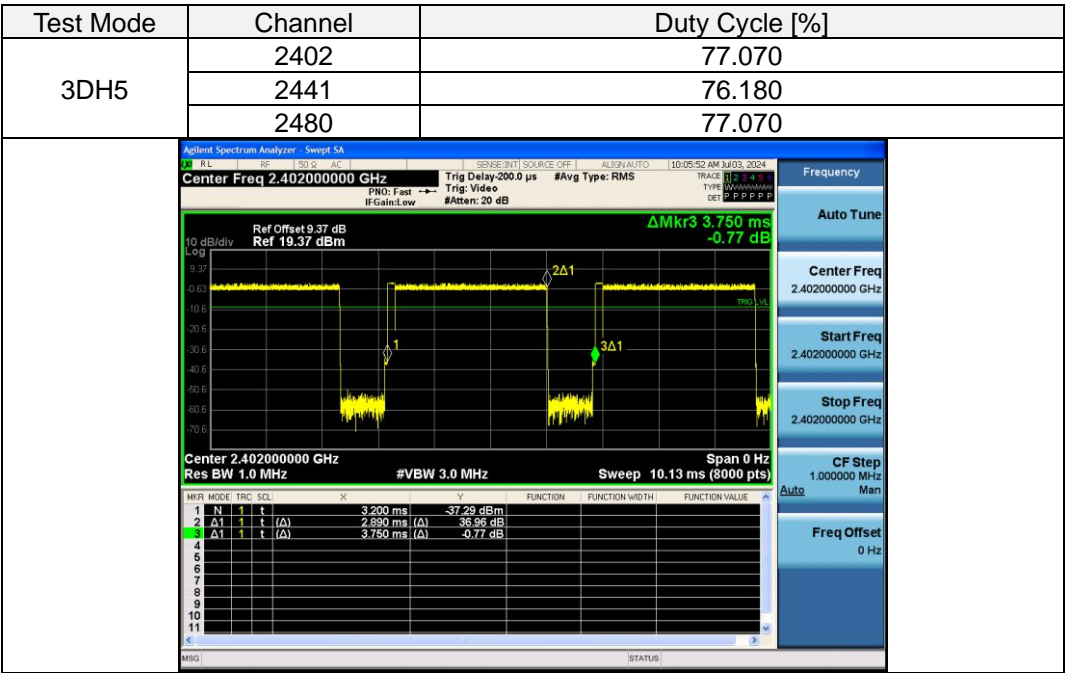 Test Mode Channel Duty Cycle [%]
3DH5
2402 77.070
2441 76.180
2480 77.070
Agilent Spectrum Analyzer - Swept SA
RL RF 50 Ω AC SENSE:INT SOURCE OFF ALIGN AUTO 10:05:52 AM Jul 03, 2024
Center Freq 2.402000000 GHz
PNO: Fast
IFGain:Low
Trig Delay-200.0 µs
Trig: Video
#Atten: 20 dB
#Avg Type: RMS
TRACE 1 2 3 4 5 6
TYPE
DET P P P P P P
ΔMkr3 3.750 ms
-0.77 dB
Ref Offset 9.37 dB
10 dB/div Ref 19.37 dBm
Log
9.37
-0.63
-10.6
-20.6
-30.6
-40.6
-50.6
-60.6
-70.6
2Δ1
TRIG LVL
1
3Δ1
Center 2.402000000 GHz Span 0 Hz
Res BW 1.0 MHz #VBW 3.0 MHz Sweep 10.13 ms (8000 pts)
MKR MODE TRC SCL X Y FUNCTION FUNCTION WIDTH FUNCTION VALUE
1 N 1 t 3.200 ms -37.29 dBm
2 Δ1 1 t (Δ) 2.890 ms (Δ) 36.96 dB
3 Δ1 1 t (Δ) 3.750 ms (Δ) -0.77 dB
4
5
6
7
8
9
10
11
MSG STATUS
Frequency
Auto Tune
Center Freq
2.402000000 GHz
Start Freq
2.402000000 GHz
Stop Freq
2.402000000 GHz
CF Step
1.000000 MHz
Auto Man
Freq Offset
0 Hz